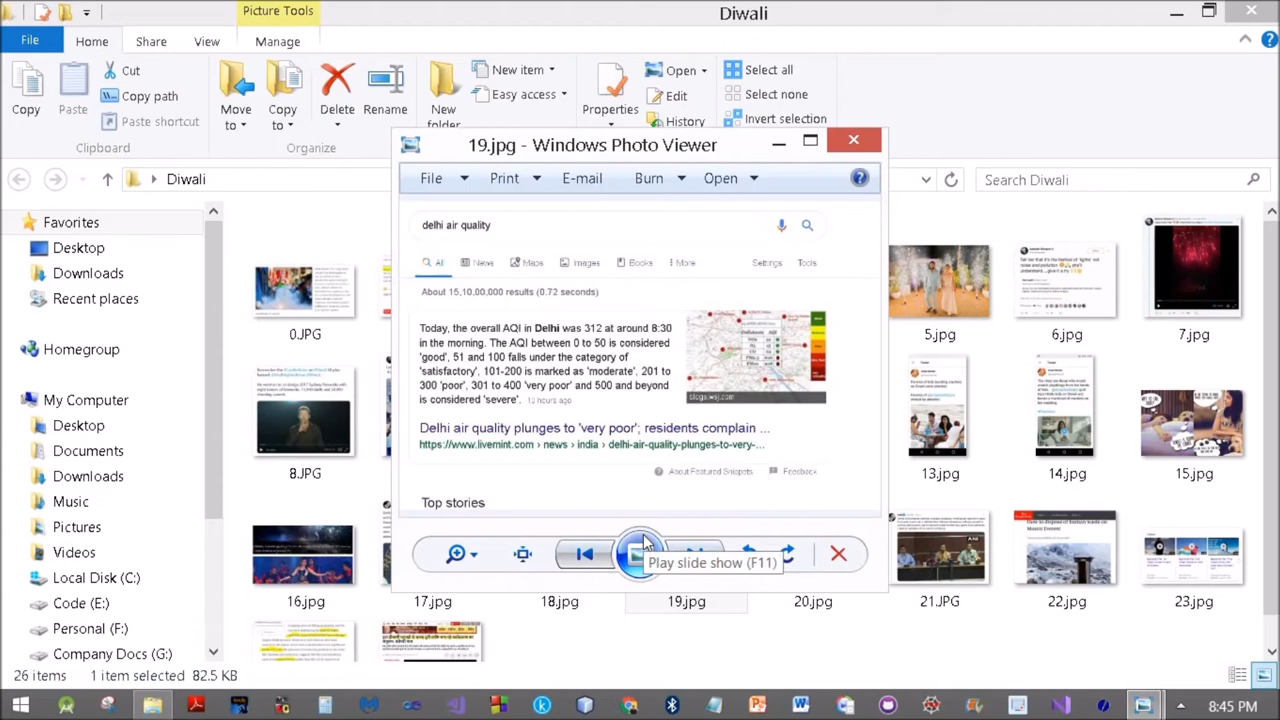 Picture Tools
Diwali
File
Home
Share
View
Manage
Copy
Paste
Cut
Copy path
Paste shortcut
Clipboard
Move to
Copy to
Delete
Rename
Organize
New folder
New item
Easy access
Properties
Open
Edit
History
Select all
Select none
Invert selection
Diwali
Search Diwali
19.jpg - Windows Photo Viewer
File
Print
E-mail
Burn
Open
delhi air quality
All
News
Maps
Images
Books
More
Tools
About 15,10,00,000 results (0.72 seconds)
Today, the overall AQI in Delhi was 312 at around 8:30
in the morning. The AQI between 0 to 50 is considered
'good', 51 and 100 falls under the category of
'satisfactory', 101-200 is termed as 'moderate', 201 to
300 'poor', 301 to 400 'very poor' and 400 and beyond
is considered 'severe'. 12 hours ago
blogs.wsj.com
Delhi air quality plunges to 'very poor'; residents complain ...
https://www.livemint.com › news › india › delhi-air-quality-plunges-to-very-...
About Featured Snippets
Feedback
Top stories
Play slide show (F11)
Favorites
Desktop
Downloads
Recent places
Homegroup
My Computer
Desktop
Documents
Downloads
Music
Pictures
Videos
Local Disk (C:)
Code (E:)
0.JPG
5.jpg
6.jpg
7.jpg
8.JPG
13.jpg
14.jpg
15.jpg
16.jpg
17.jpg
18.jpg
19.jpg
20.jpg
21.JPG
22.jpg
23.jpg
26 items
1 item selected
82.5 KB
8:45 PM